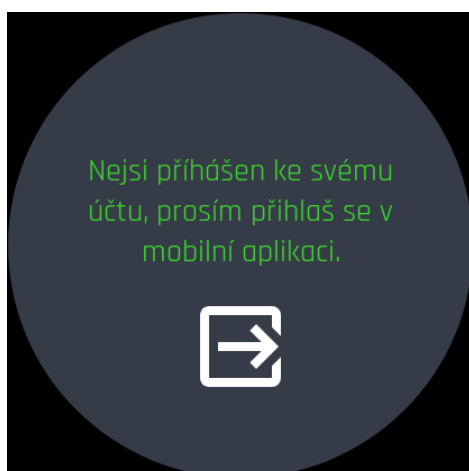 Nejsi příhášen ke svému
účtu, prosím přihlaš se v
mobilní aplikaci.